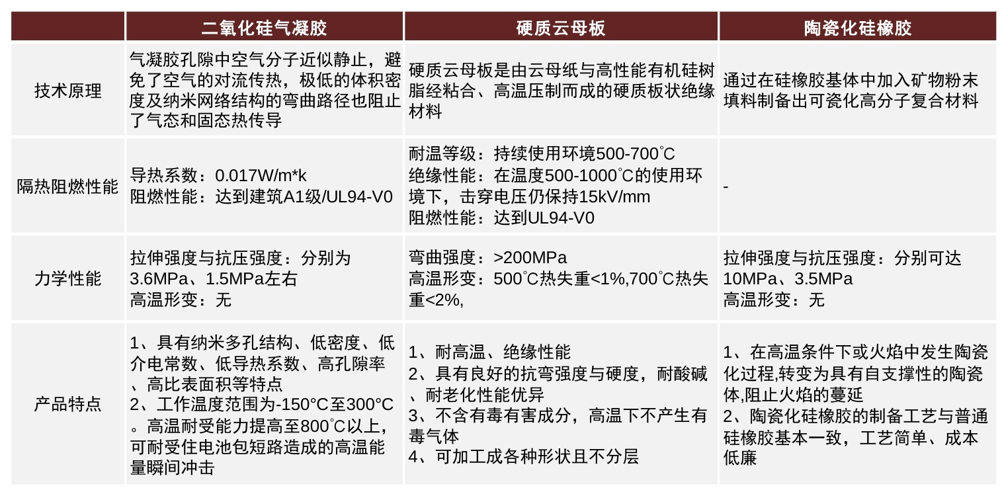 二氧化硅气凝胶
硬质云母板
陶瓷化硅橡胶
技术原理
气凝胶孔隙中空气分子近似静止，避
免了空气的对流传热，极低的体积密
度及纳米网络结构的弯曲路径也阻止
了气态和固态热传导
硬质云母板是由云母纸与高性能有机硅树
脂经粘合、高温压制而成的硬质板状绝缘
材料
通过在硅橡胶基体中加入矿物粉末
填料制备出可瓷化高分子复合材料
隔热阻燃性能
导热系数：0.017W/m*k
阻燃性能：达到建筑A1级/UL94-V0
耐温等级：持续使用环境500-700℃
绝缘性能：在温度500-1000℃的使用环
境下，击穿电压仍保持15kV/mm
阻燃性能：达到UL94-V0
-
力学性能
拉伸强度与抗压强度：分别为
3.6MPa、1.5MPa左右
高温形变：无
弯曲强度：>200MPa
高温形变：500℃热失重<1%,700℃热失
重<2%,
拉伸强度与抗压强度：分别可达
10MPa、3.5MPa
高温形变：无
产品特点
1、具有纳米多孔结构、低密度、低
介电常数、低导热系数、高孔隙率
、高比表面积等特点
2、工作温度范围为-150°C至300°C
。高温耐受能力提高至800℃以上，
可耐受住电池包短路造成的高温能
量瞬间冲击
1、耐高温、绝缘性能
2、具有良好的抗弯强度与硬度，耐酸碱
、耐老化性能优异
3、不含有毒有害成分，高温下不产生有
毒气体
4、可加工成各种形状且不分层
1、在高温条件下或火焰中发生陶瓷
化过程,转变为具有自支撑性的陶瓷
体,阻止火焰的蔓延
2、陶瓷化硅橡胶的制备工艺与普通
硅橡胶基本一致，工艺简单、成本
低廉